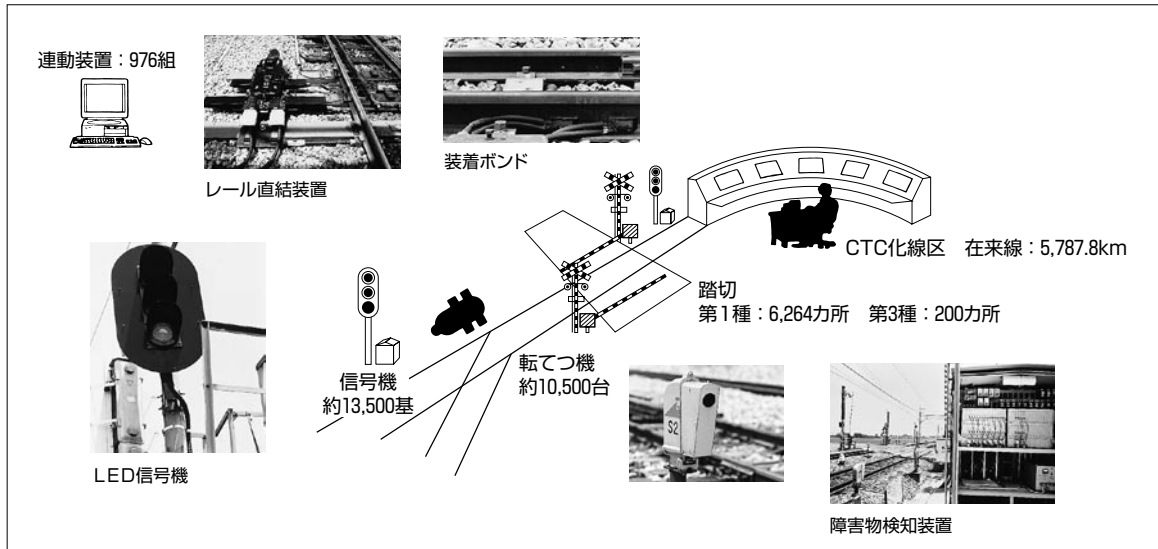 連動装置：976組
レール直結装置
装着ボンド
CTC化線区　在来線：5,787.8km
踏切
第1種：6,264カ所　第3種：200カ所
転てつ機
約10,500台
信号機
約13,500基
S2
LED信号機
障害物検知装置